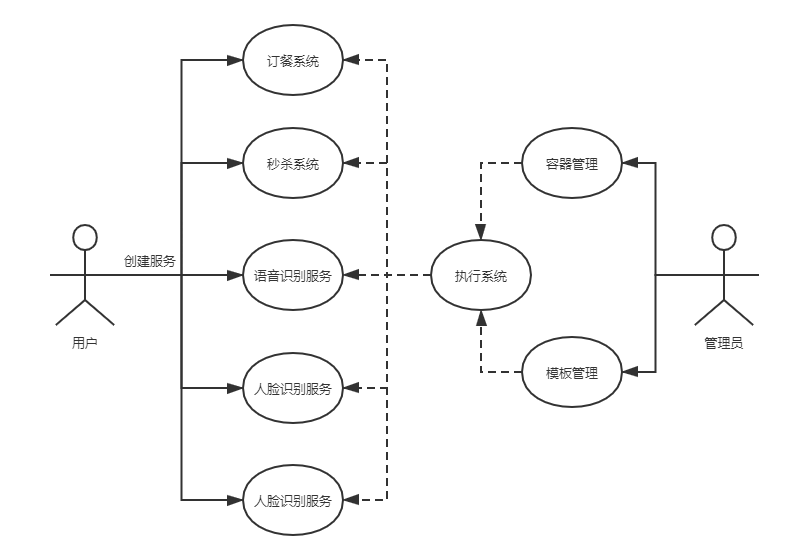 订餐系统
秒杀系统
容器管理
创建服务
语音识别服务
执行系统
用户
管理员
模板管理
人脸识别服务
人脸识别服务